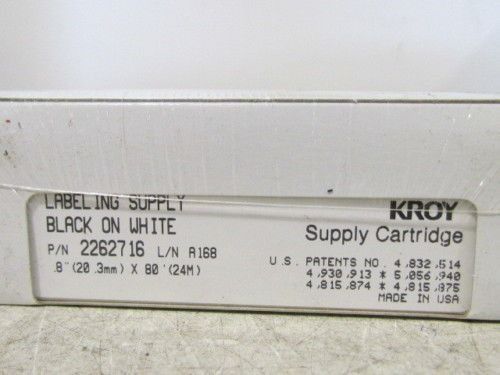 LABELING SUPPLY
BLACK ON WHITE
P/N 2262716 L/N A168
.8"(20.3mm) X 80'(24M)
KROY
Supply Cartridge
U.S. PATENTS NO. 4,832,514
4,930,913 * 5,056,940
4,815,874 * 4,815,875
MADE IN USA